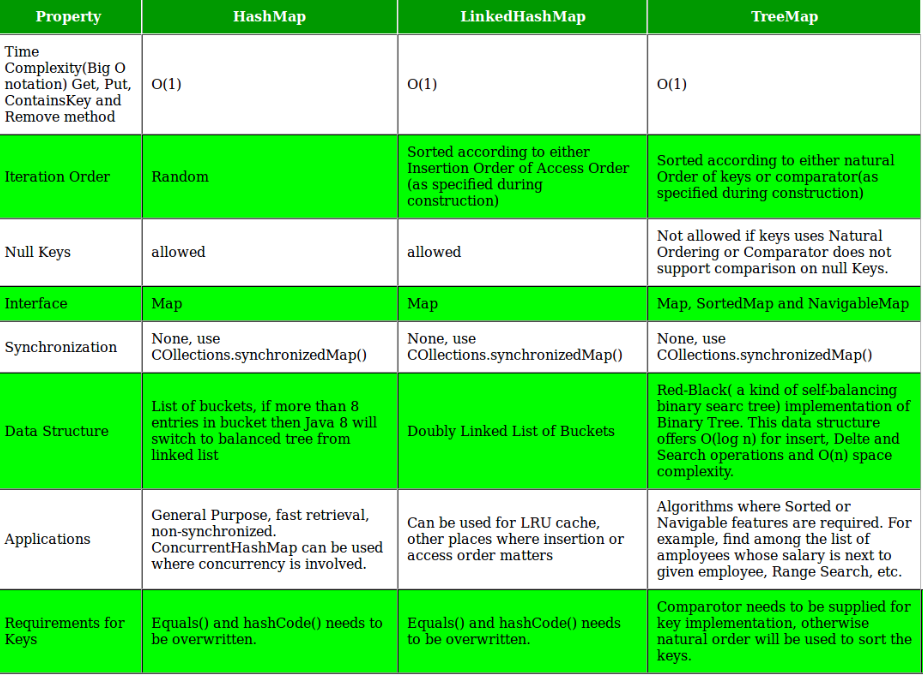 Property
HashMap
LinkedHashMap
TreeMap
Time
Complexity(Big O
notation) Get, Put,
ContainsKey and
Remove method
O(1)
O(1)
O(1)
Iteration Order
Random
Sorted according to either
Insertion Order of Access Order
(as specified during
construction)
Sorted according to either natural
Order of keys or comparator(as
specified during construction)
Null Keys
allowed
allowed
Not allowed if keys uses Natural
Ordering or Comparator does not
support comparison on null Keys.
Interface
Map
Map
Map, SortedMap and NavigableMap
Synchronization
None, use
COllections.synchronizedMap()
None, use
COllections.synchronizedMap()
None, use
COllections.synchronizedMap()
Data Structure
List of buckets, if more than 8
entries in bucket then Java 8 will
switch to balanced tree from
linked list
Doubly Linked List of Buckets
Red-Black( a kind of self-balancing
binary searc tree) implementation of
Binary Tree. This data structure
offers O(log n) for insert, Delte and
Search operations and O(n) space
complexity.
Applications
General Purpose, fast retrieval,
non-synchronized.
ConcurrentHashMap can be used
where concurrency is involved.
Can be used for LRU cache,
other places where insertion or
access order matters
Algorithms where Sorted or
Navigable features are required. For
example, find among the list of
amployees whose salary is next to
given employee, Range Search, etc.
Requirements for
Keys
Equals() and hashCode() needs to
be overwritten.
Equals() and hashCode() needs
to be overwritten.
Comparotor needs to be supplied for
key implementation, otherwise
natural order will be used to sort the
keys.